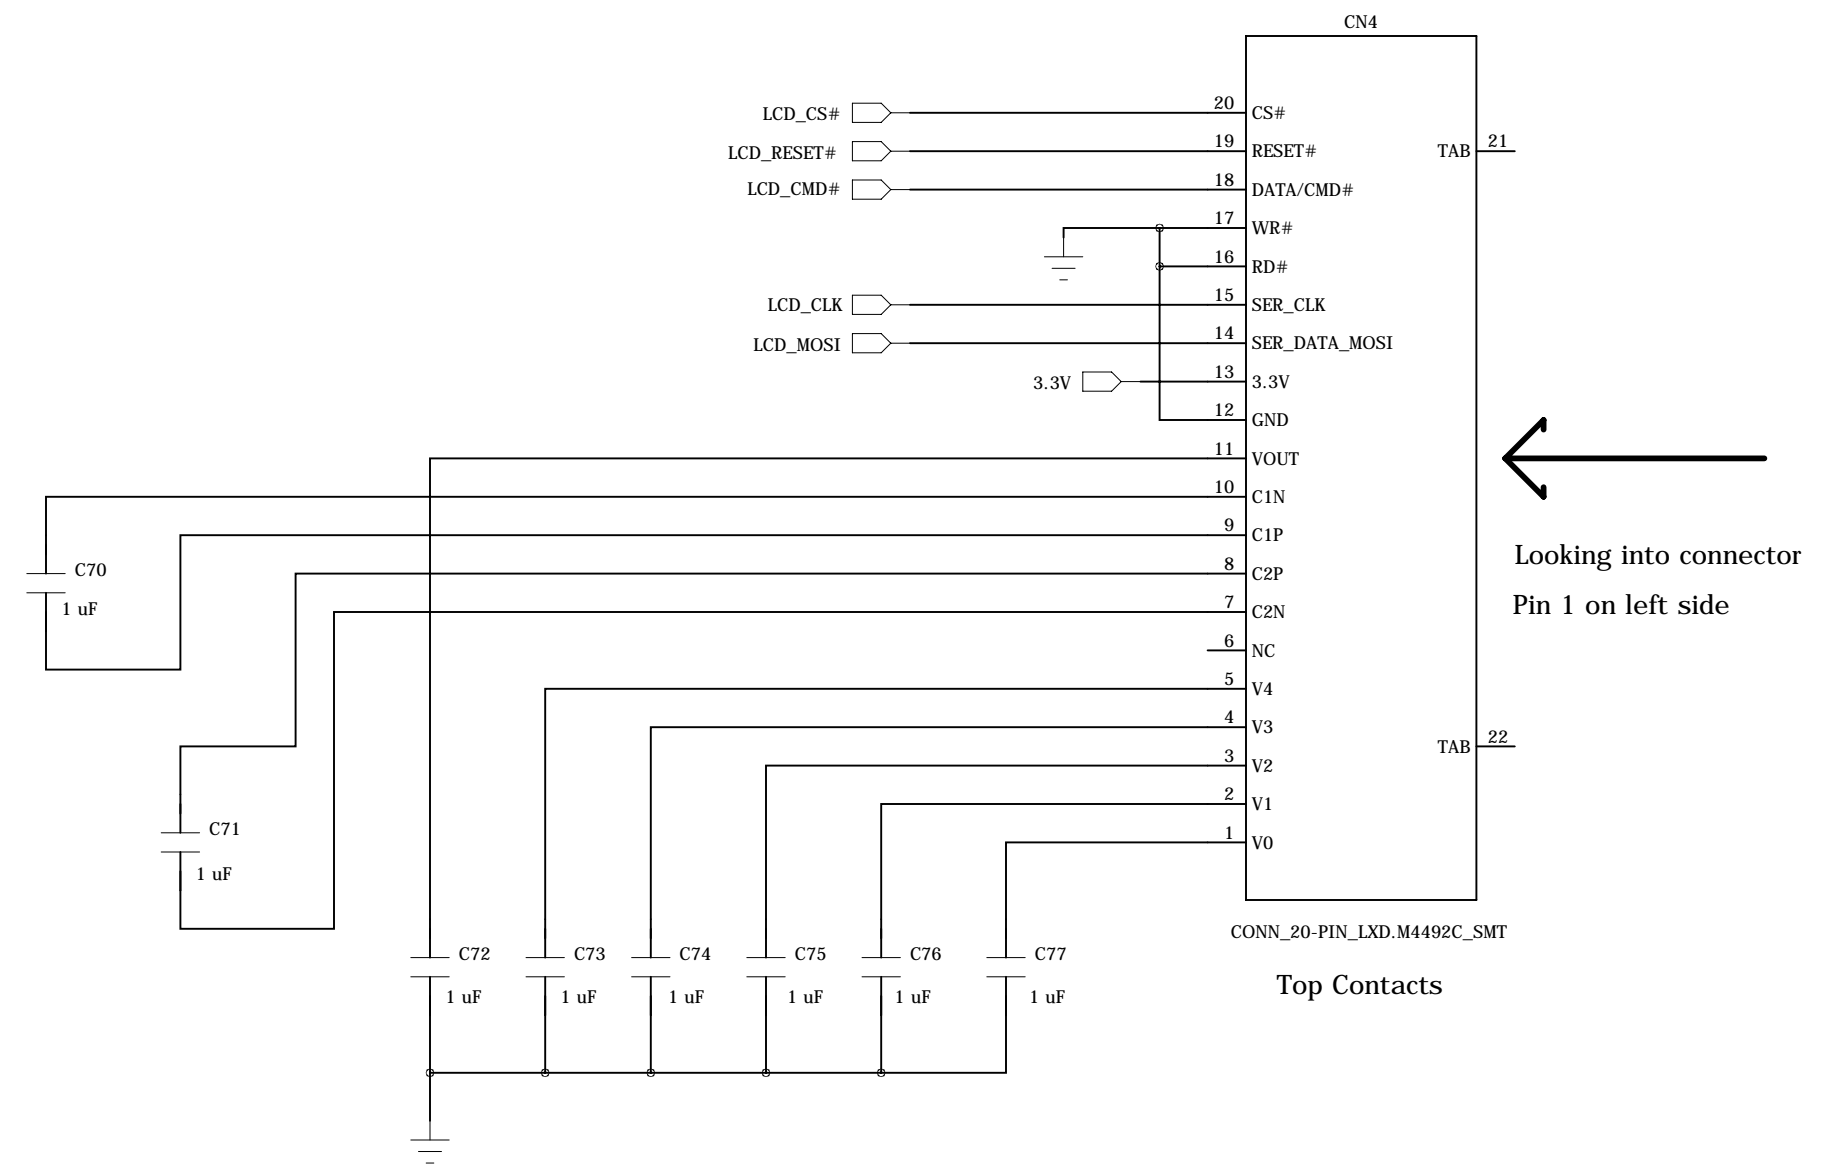 CN4
LCD_CS# 20 CS#
LCD_RESET# 19 RESET# TAB 21
LCD_CMD# 18 DATA/CMD#
17 WR#
16 RD#
LCD_CLK 15 SER_CLK
LCD_MOSI 14 SER_DATA_MOSI
3.3V 13 3.3V
12 GND
11 VOUT
10 C1N
9 C1P
Looking into connector
C70 8 C2P
1 uF 7 C2N Pin 1 on left side
6 NC
5 V4
4 V3
TAB 22
3 V2
2 V1
C71 1 V0
1 uF
CONN_20-PIN_LXD.M4492C_SMT
C72 C73 C74 C75 C76 C77
1 uF 1 uF 1 uF 1 uF 1 uF 1 uF
Top Contacts